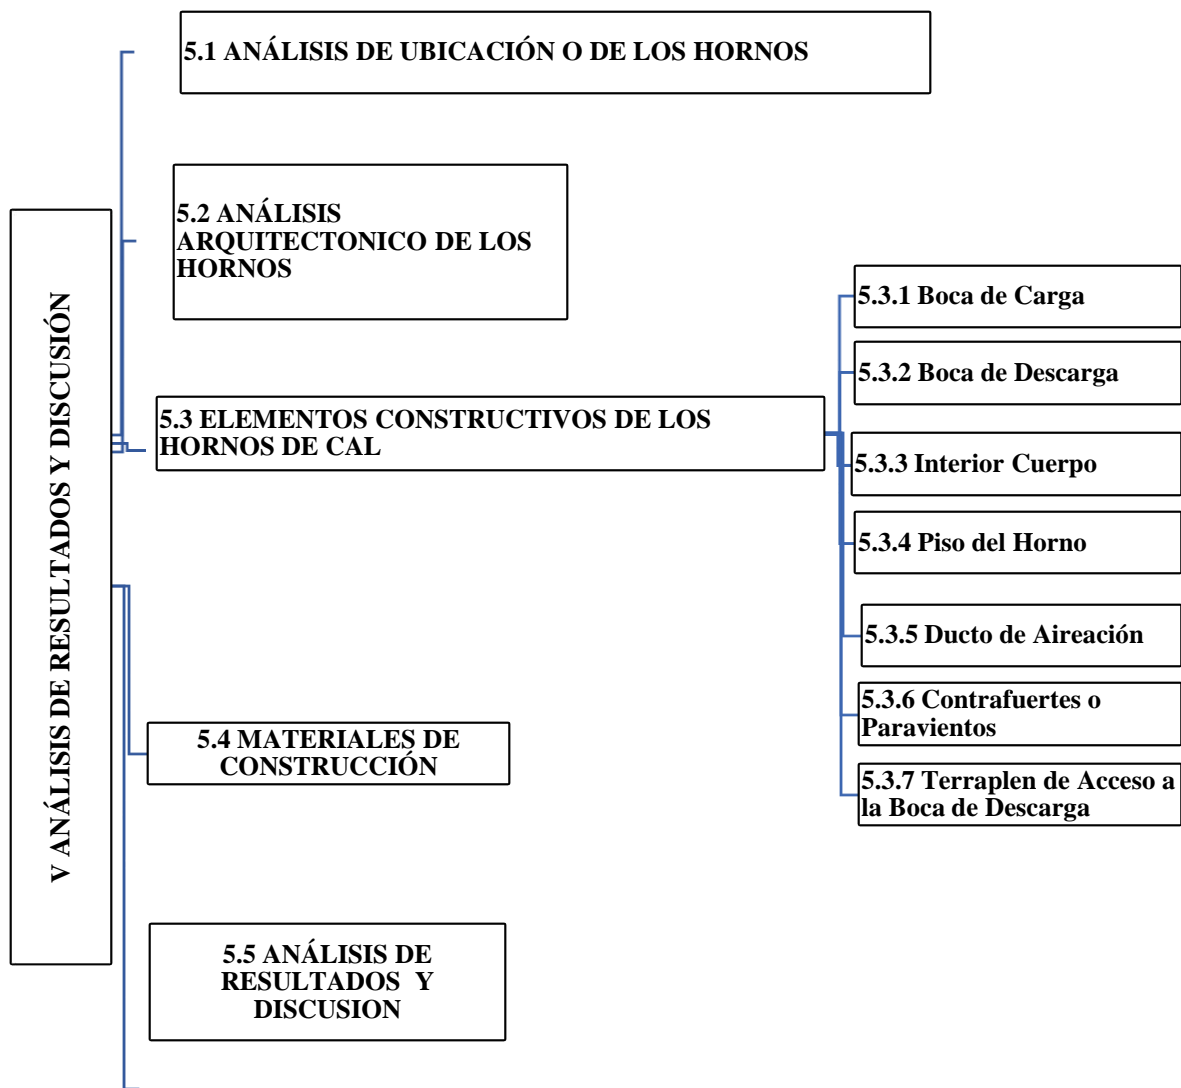 5.1 ANÁLISIS DE UBICACIÓN O DE LOS HORNOS
5.2 ANÁLISIS
ARQUITECTONICO DE LOS
HORNOS
V ANÁLISIS DE RESULTADOS Y DISCUSIÓN
5.3 ELEMENTOS CONSTRUCTIVOS DE LOS
HORNOS DE CAL
5.3.1 Boca de Carga
5.3.2 Boca de Descarga
5.3.3 Interior Cuerpo
5.3.4 Piso del Horno
5.3.5 Ducto de Aireación
5.3.6 Contrafuertes o
Paravientos
5.3.7 Terraplen de Acceso a
la Boca de Descarga
5.4 MATERIALES DE
CONSTRUCCIÓN
5.5 ANÁLISIS DE
RESULTADOS Y
DISCUSION